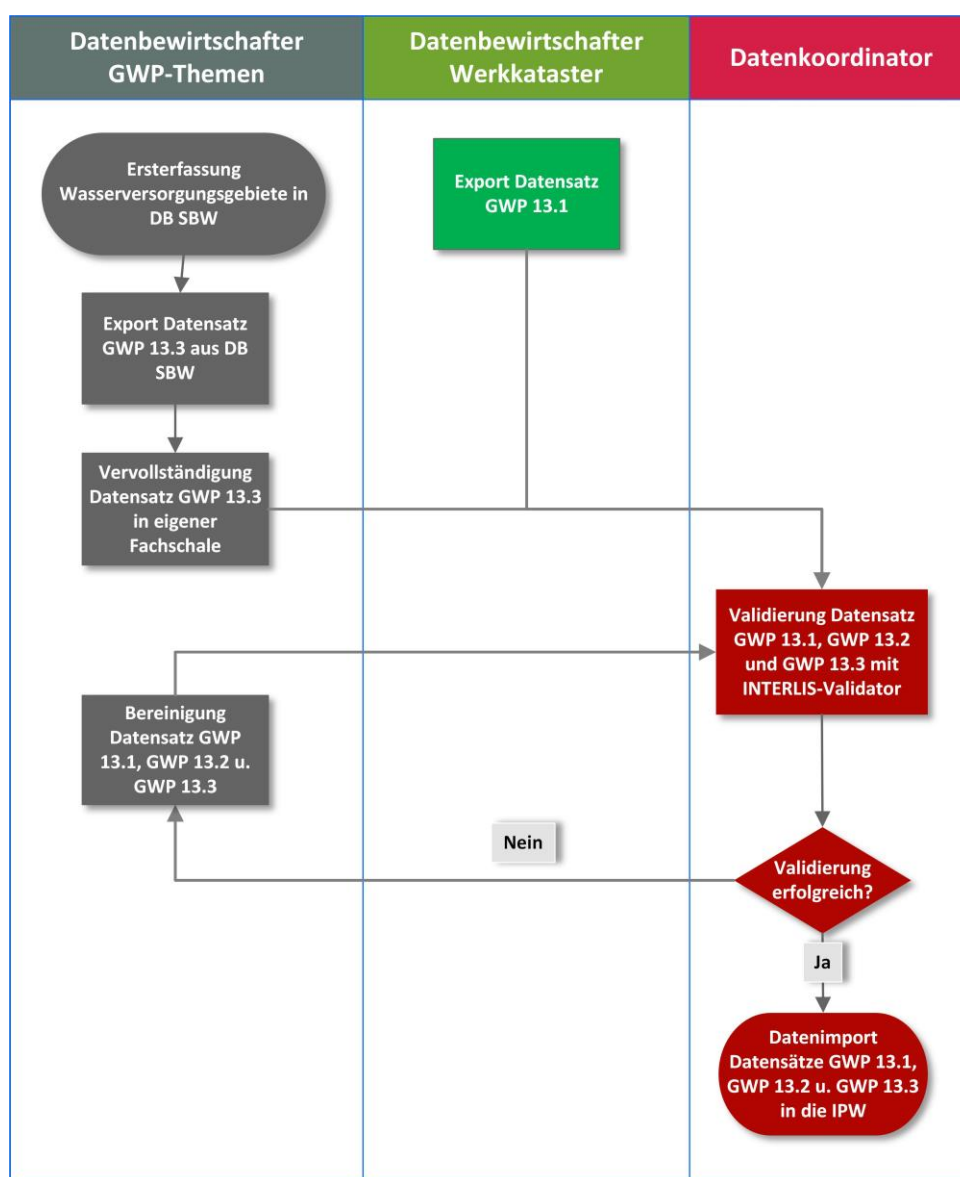 Datenbewirtschafter
GWP-Themen
Datenbewirtschafter
Werkkataster
Datenkoordinator
Ersterfassung
Wasserversorgungsgebiete in
DB SBW
Export Datensatz
GWP 13.1
Export Datensatz
GWP 13.3 aus DB
SBW
Vervollständigung
Datensatz GWP 13.3
in eigener
Fachschale
Validierung Datensatz
GWP 13.1, GWP 13.2
und GWP 13.3 mit
INTERLIS-Validator
Bereinigung
Datensatz GWP
13.1, GWP 13.2 u.
GWP 13.3
Nein
Validierung
erfolgreich?
Ja
Datenimport
Datensätze GWP 13.1,
GWP 13.2 u. GWP 13.3
in die IPW